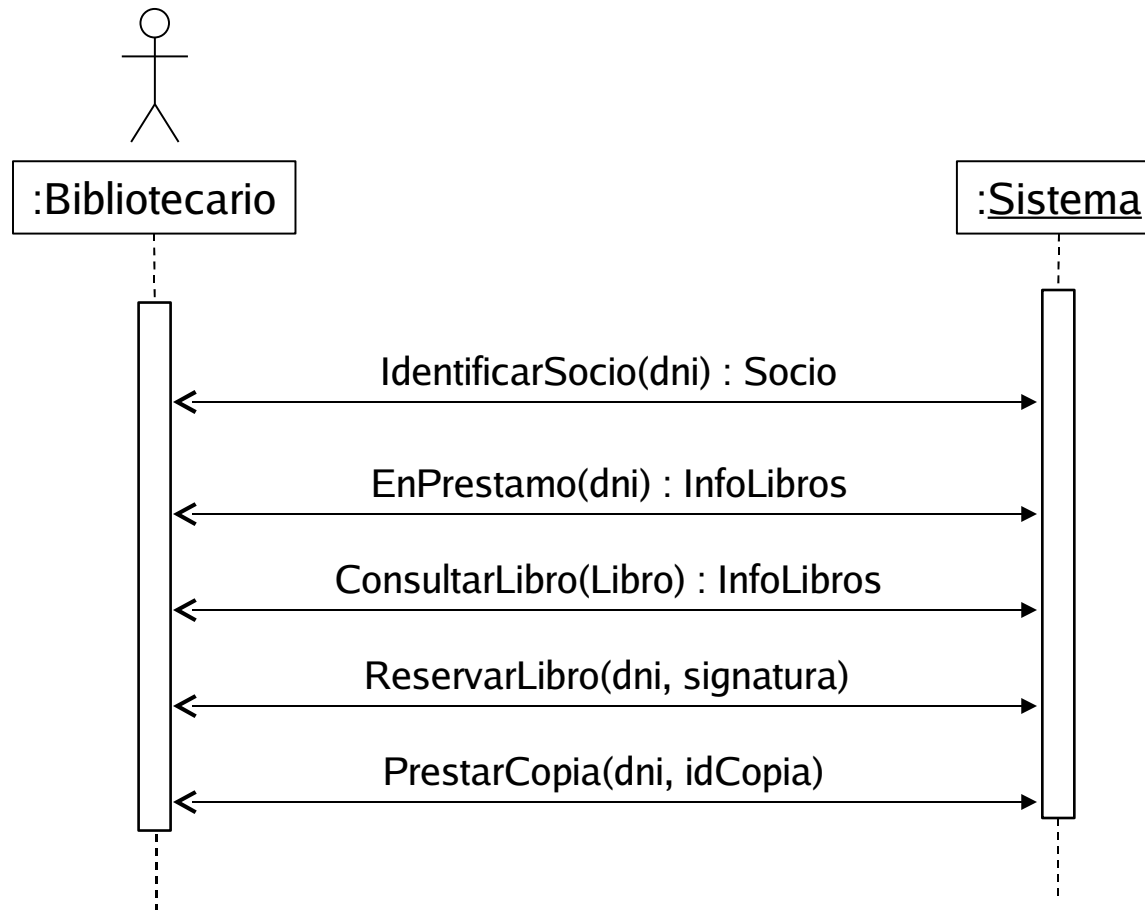 :Bibliotecario
:Sistema
IdentificarSocio(dni) : Socio
EnPrestamo(dni) : InfoLibros
ConsultarLibro(Libro) : InfoLibros
ReservarLibro(dni, signatura)
PrestarCopia(dni, idCopia)